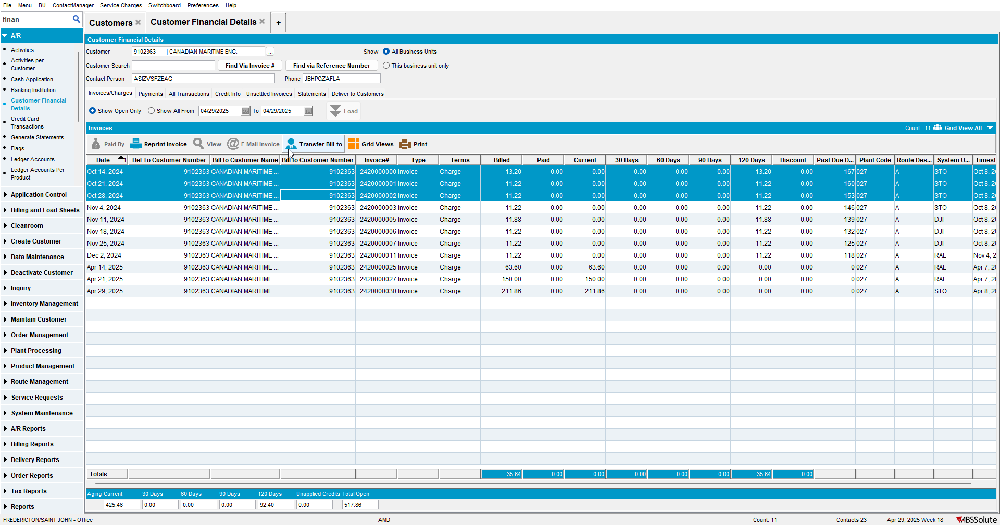 File Menu BU ContactManager Service Charges Switchboard Preferences Help
finan
Customers Customer Financial Details +
A/R
Activities
Activities per
Customer
Cash Application
Banking Institution
Customer Financial
Details
Credit Card
Transactions
Generate Statements
Flags
Ledger Accounts
Ledger Accounts Per
Product
Application Control
Billing and Load Sheets
Cleanroom
Create Customer
Data Maintenance
Deactivate Customer
Inquiry
Inventory Management
Maintain Customer
Order Management
Plant Processing
Product Management
Route Management
Service Requests
System Maintenance
A/R Reports
Billing Reports
Delivery Reports
Order Reports
Tax Reports
Reports
Customer Financial Details
Customer 9102363 | CANADIAN MARITIME ENG. ... Show All Business Units
Customer Search Find Via Invoice # Find via Reference Number This business unit only
Contact Person ASIZVSFZEAG Phone JBHPQZAFLA
Invoices/Charges Payments All Transactions Credit Info Unsettled Invoices Statements Deliver to Customers
Show Open Only Show All From 04/29/2025 16 To 04/29/2025 16 Load
Invoices Count : 11 Grid View All
Paid By Reprint Invoice View E-Mail Invoice Transfer Bill-to Grid Views Print
Date 1 Del To Customer Number Bill to Customer Name Bill to Customer Number Invoice# Type Terms Billed Paid Current 30 Days 60 Days 90 Days 120 Days Discount Past Due D... Plant Code Route Des... System U... Timest
Oct 14, 2024 9102363 CANADIAN MARITIME ... 9102363 2420000000 Invoice Charge 13.20 0.00 0.00 0.00 0.00 0.00 13.20 0.00 167 027 A STO Oct 8, 20
Oct 21, 2024 9102363 CANADIAN MARITIME ... 9102363 2420000001 Invoice Charge 11.22 0.00 0.00 0.00 0.00 0.00 11.22 0.00 160 027 A STO Oct 8, 20
Oct 28, 2024 9102363 CANADIAN MARITIME ... 9102363 2420000002 Invoice Charge 11.22 0.00 0.00 0.00 0.00 0.00 11.22 0.00 153 027 A STO Oct 8, 20
Nov 4, 2024 9102363 CANADIAN MARITIME ... 9102363 2420000003 Invoice Charge 11.22 0.00 0.00 0.00 0.00 0.00 11.22 0.00 146 027 A STO Oct 8, 20
Nov 11, 2024 9102363 CANADIAN MARITIME ... 9102363 2420000005 Invoice Charge 11.88 0.00 0.00 0.00 0.00 0.00 11.88 0.00 139 027 A DJI Oct 8, 20
Nov 18, 2024 9102363 CANADIAN MARITIME ... 9102363 2420000006 Invoice Charge 11.22 0.00 0.00 0.00 0.00 0.00 11.22 0.00 132 027 A DJI Oct 8, 20
Nov 25, 2024 9102363 CANADIAN MARITIME ... 9102363 2420000007 Invoice Charge 11.22 0.00 0.00 0.00 0.00 0.00 11.22 0.00 125 027 A DJI Oct 8, 20
Dec 2, 2024 9102363 CANADIAN MARITIME ... 9102363 2420000011 Invoice Charge 11.22 0.00 0.00 0.00 0.00 0.00 11.22 0.00 118 027 A RAL Nov 4, 2
Apr 14, 2025 9102363 CANADIAN MARITIME ... 9102363 2420000025 Invoice Charge 63.60 0.00 63.60 0.00 0.00 0.00 0.00 0.00 0 027 A RAL Apr 7, 20
Apr 21, 2025 9102363 CANADIAN MARITIME ... 9102363 2420000027 Invoice Charge 150.00 0.00 150.00 0.00 0.00 0.00 0.00 0.00 0 027 A RAL Apr 7, 20
Apr 29, 2025 9102363 CANADIAN MARITIME ... 9102363 2420000030 Invoice Charge 211.86 0.00 211.86 0.00 0.00 0.00 0.00 0.00 0 027 A STO Apr 8, 20
Totals 35.64 0.00 0.00 0.00 0.00 0.00 35.64 0.00
Aging Current 30 Days 60 Days 90 Days 120 Days Unapplied Credits Total Open
425.46 0.00 0.00 0.00 92.40 0.00 517.86
FREDERICTON/SAINT JOHN - Office AMD Count: 11 Contacts 23 Apr 29, 2025 Week 18 ABSSolute